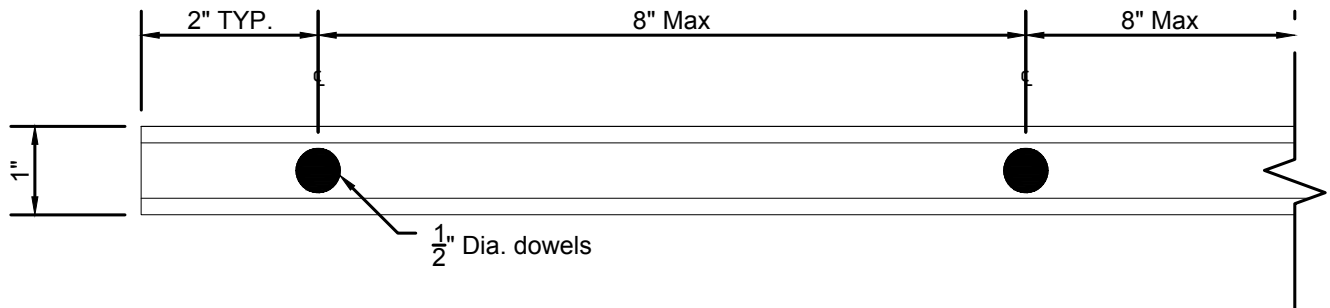 2" TYP.
8" Max
8" Max
℄
℄
1"
1/2" Dia. dowels